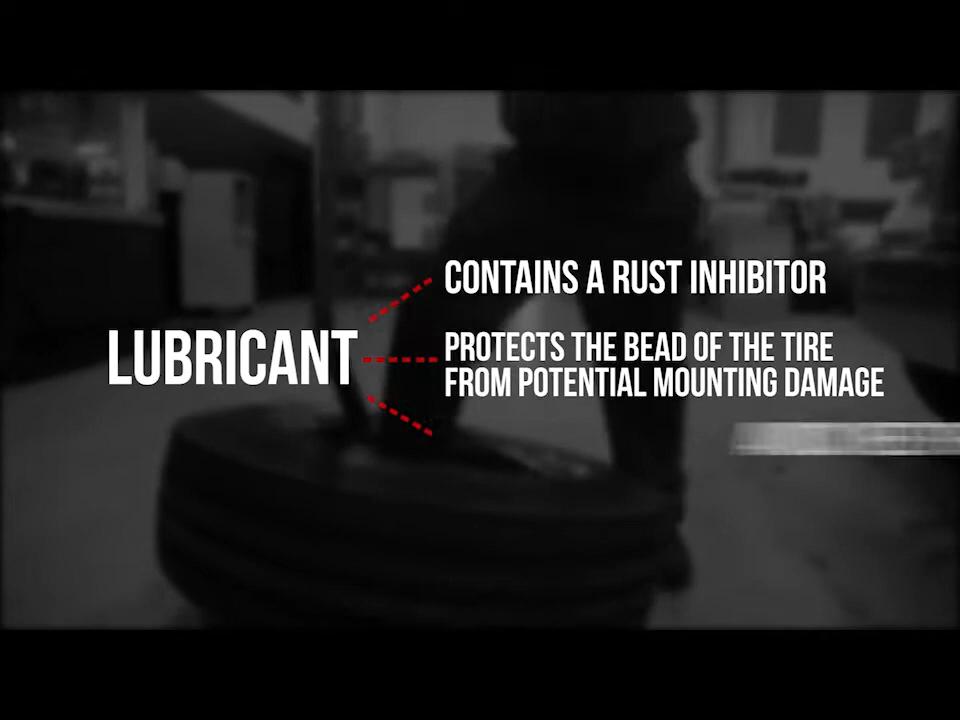 CONTAINS A RUST INHIBITOR
LUBRICANT
PROTECTS THE BEAD OF THE TIRE
FROM POTENTIAL MOUNTING DAMAGE